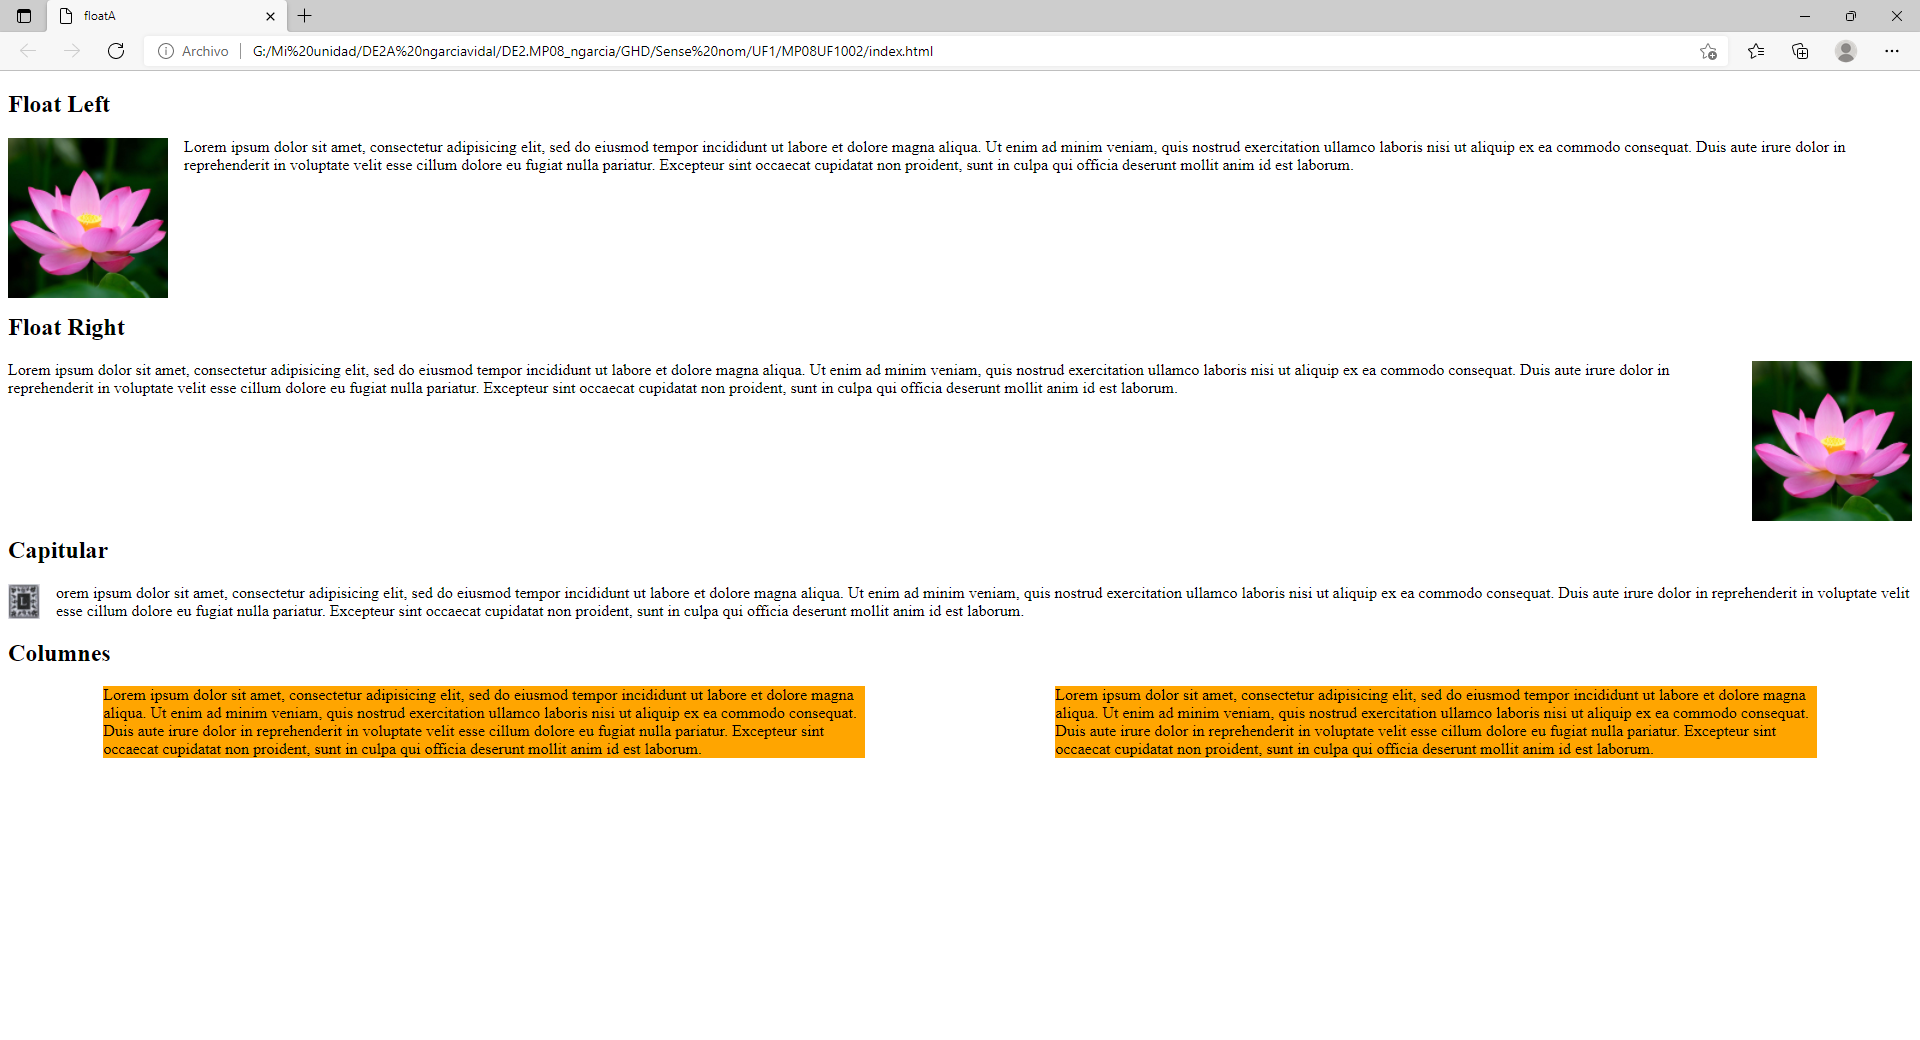 floatA
Archivo
G:/Mi%20unidad/DE2A%20ngarciavidal/DE2.MP08_ngarcia/GHD/Sense%20nom/UF1/MP08UF1002/index.html
Float Left
Lorem ipsum dolor sit amet, consectetur adipisicing elit, sed do eiusmod tempor incididunt ut labore et dolore magna aliqua. Ut enim ad minim veniam, quis nostrud exercitation ullamco laboris nisi ut aliquip ex ea commodo consequat. Duis aute irure dolor in
reprehenderit in voluptate velit esse cillum dolore eu fugiat nulla pariatur. Excepteur sint occaecat cupidatat non proident, sunt in culpa qui officia deserunt mollit anim id est laborum.
Float Right
Lorem ipsum dolor sit amet, consectetur adipisicing elit, sed do eiusmod tempor incididunt ut labore et dolore magna aliqua. Ut enim ad minim veniam, quis nostrud exercitation ullamco laboris nisi ut aliquip ex ea commodo consequat. Duis aute irure dolor in
reprehenderit in voluptate velit esse cillum dolore eu fugiat nulla pariatur. Excepteur sint occaecat cupidatat non proident, sunt in culpa qui officia deserunt mollit anim id est laborum.
Capitular
L orem ipsum dolor sit amet, consectetur adipisicing elit, sed do eiusmod tempor incididunt ut labore et dolore magna aliqua. Ut enim ad minim veniam, quis nostrud exercitation ullamco laboris nisi ut aliquip ex ea commodo consequat. Duis aute irure dolor in reprehenderit in voluptate velit
esse cillum dolore eu fugiat nulla pariatur. Excepteur sint occaecat cupidatat non proident, sunt in culpa qui officia deserunt mollit anim id est laborum.
Columnes
Lorem ipsum dolor sit amet, consectetur adipisicing elit, sed do eiusmod tempor incididunt ut labore et dolore magna
aliqua. Ut enim ad minim veniam, quis nostrud exercitation ullamco laboris nisi ut aliquip ex ea commodo consequat.
Duis aute irure dolor in reprehenderit in voluptate velit esse cillum dolore eu fugiat nulla pariatur. Excepteur sint
occaecat cupidatat non proident, sunt in culpa qui officia deserunt mollit anim id est laborum.
Lorem ipsum dolor sit amet, consectetur adipisicing elit, sed do eiusmod tempor incididunt ut labore et dolore magna
aliqua. Ut enim ad minim veniam, quis nostrud exercitation ullamco laboris nisi ut aliquip ex ea commodo consequat.
Duis aute irure dolor in reprehenderit in voluptate velit esse cillum dolore eu fugiat nulla pariatur. Excepteur sint
occaecat cupidatat non proident, sunt in culpa qui officia deserunt mollit anim id est laborum.